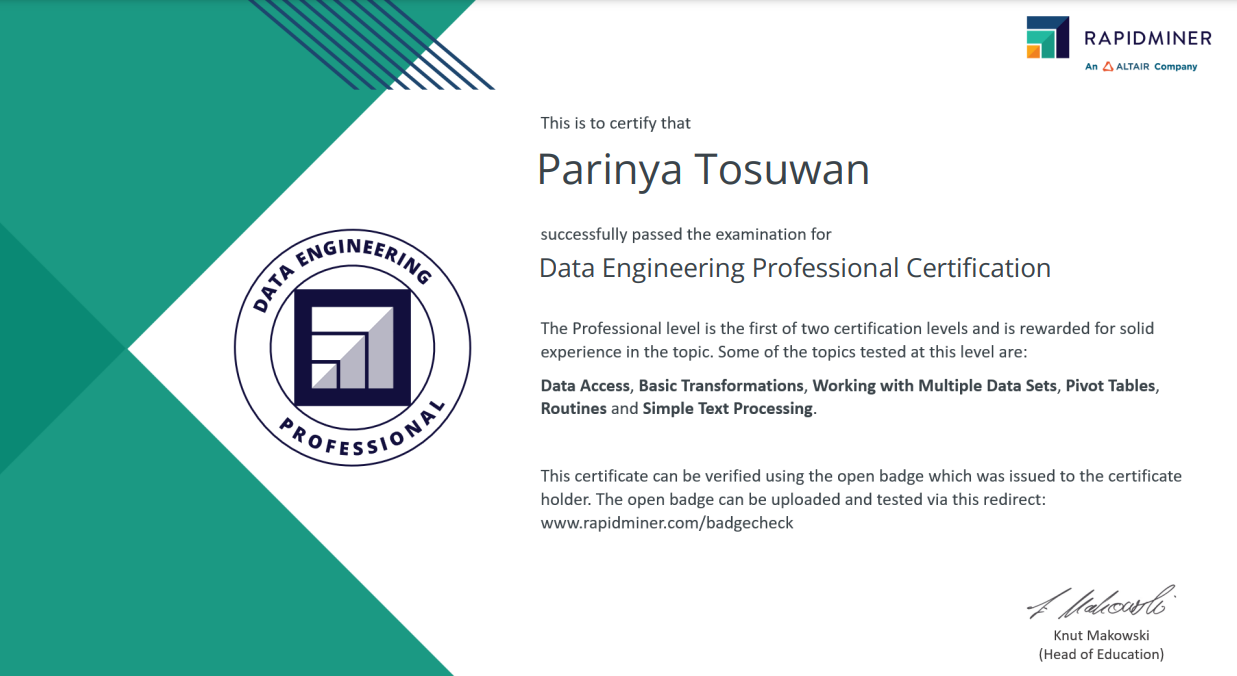 RAPIDMINER
An ALTAIR Company
This is to certify that
Parinya Tosuwan
successfully passed the examination for
Data Engineering Professional Certification
DATA ENGINEERING
PROFESSIONAL
The Professional level is the first of two certification levels and is rewarded for solid
experience in the topic. Some of the topics tested at this level are:
Data Access, Basic Transformations, Working with Multiple Data Sets, Pivot Tables,
Routines and Simple Text Processing.
This certificate can be verified using the open badge which was issued to the certificate
holder. The open badge can be uploaded and tested via this redirect:
www.rapidminer.com/badgecheck
Knut Makowski
(Head of Education)